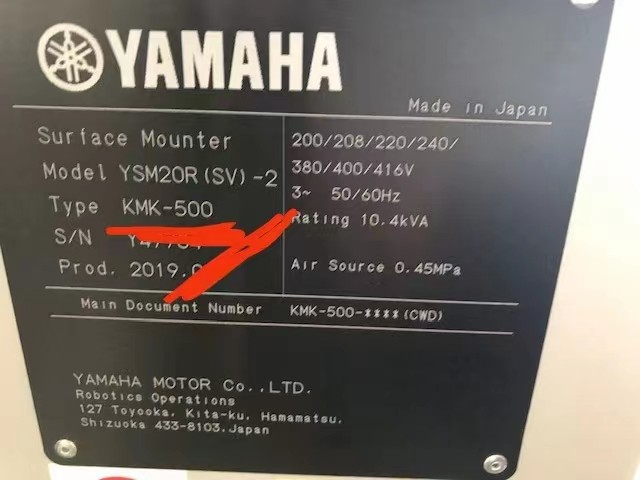 YAMAHA
Made in Japan
Surface Mounter
Model YSM20R(SV)-2
Type KMK-500
S/N
Prod. 2019.0
200/208/220/240/
380/400/416V
3~ 50/60Hz
Rating 10.4kVA
Air Source 0.45MPa
Main Document Number KMK-500-****(CWD)
YAMAHA MOTOR Co.,LTD.
Robotics Operations
127 Toyooka, Kita-ku, Hamamatsu,
Shizuoka 433-8103,Japan